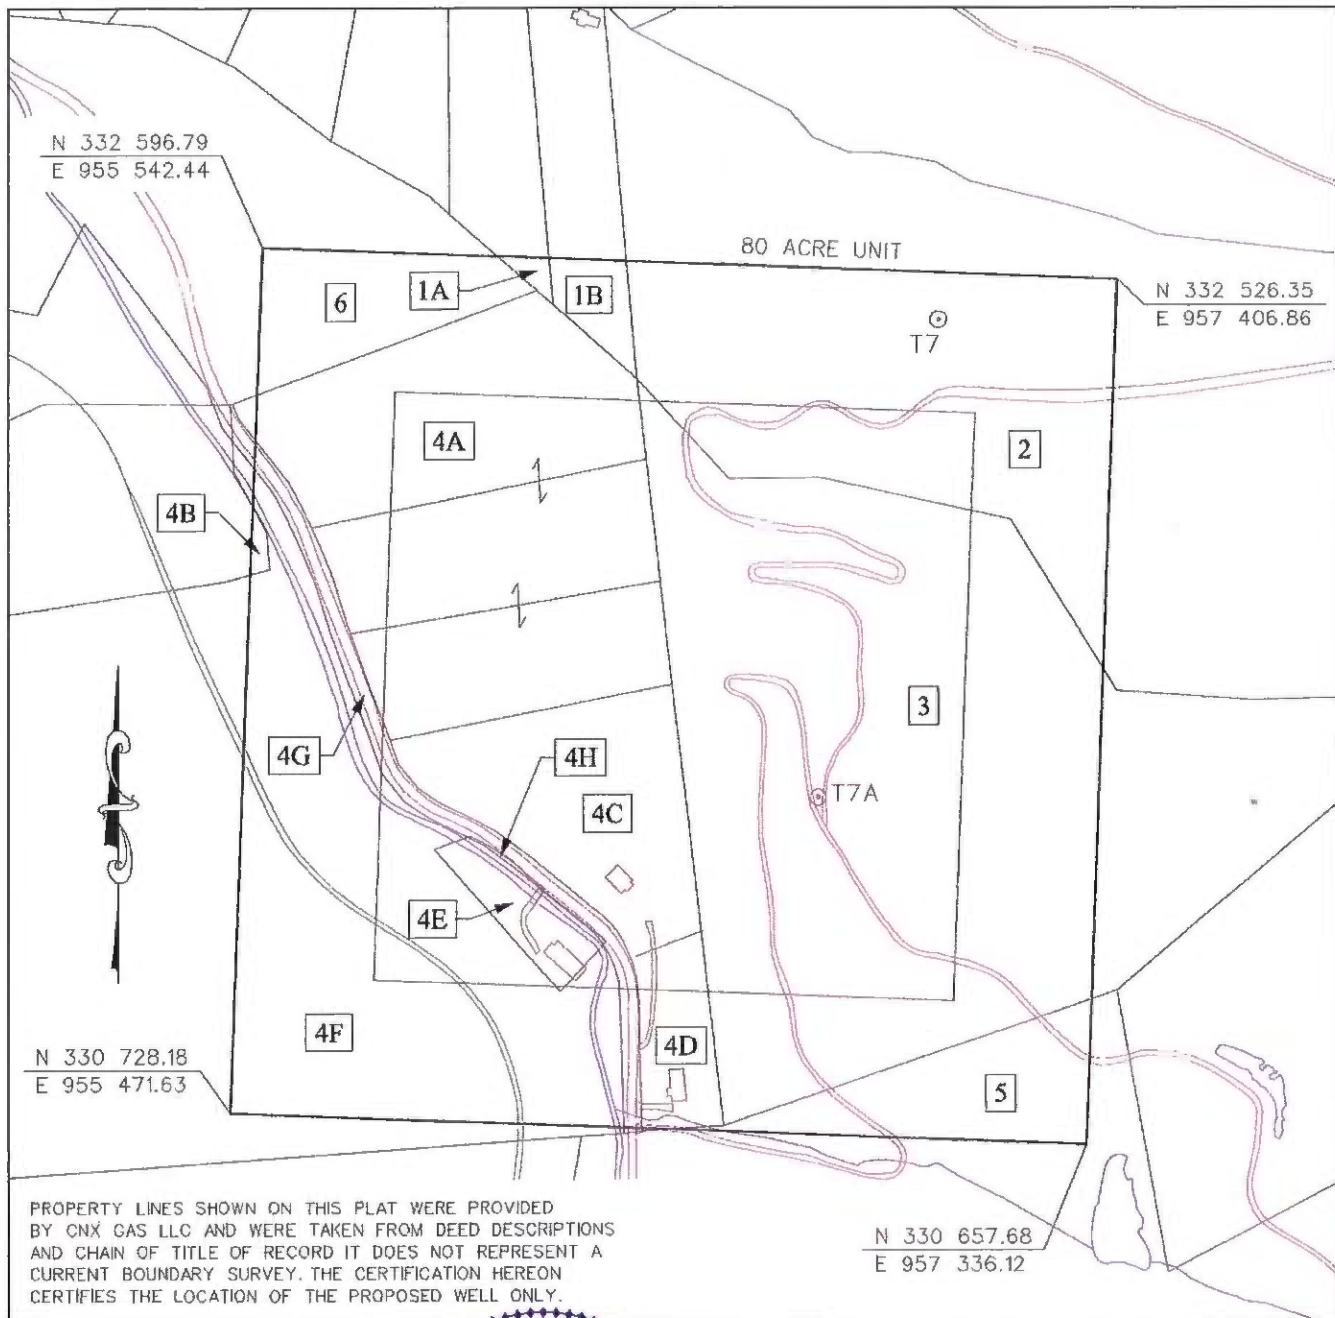 N 332 596.79
E 955 542.44
80 ACRE UNIT
6
1A
1B
N 332 526.35
E 957 406.86
T7
4A
2
4B
3
4G
4H
T7A
4C
4E
4F
4D
N 330 728.18
E 955 471.63
5
PROPERTY LINES SHOWN ON THIS PLAT WERE PROVIDED
BY CNX GAS LLC AND WERE TAKEN FROM DEED DESCRIPTIONS
AND CHAIN OF TITLE OF RECORD IT DOES NOT REPRESENT A
CURRENT BOUNDARY SURVEY. THE CERTIFICATION HEREON
CERTIFIES THE LOCATION OF THE PROPOSED WELL ONLY.
N 330 657.68
E 957 336.12